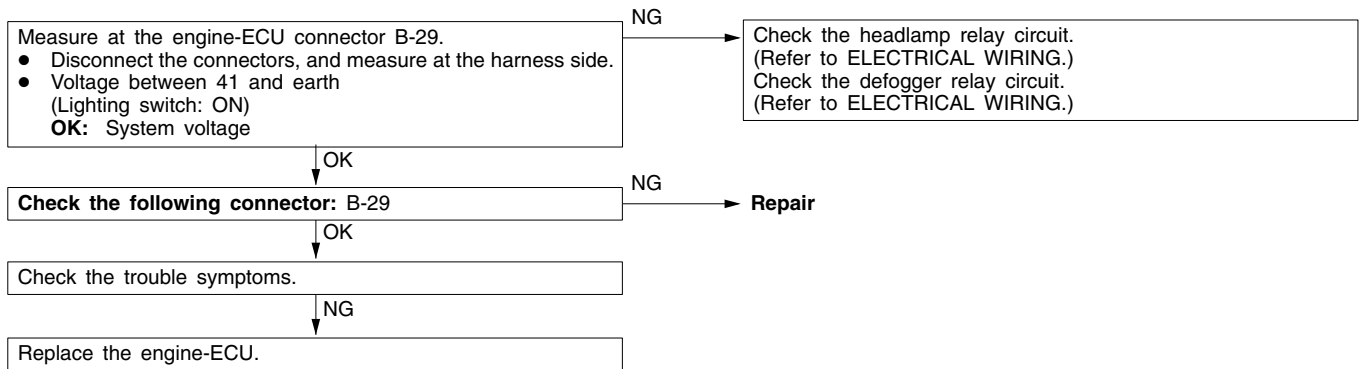 Measure at the engine-ECU connector B-29.
● Disconnect the connectors, and measure at the harness side.
● Voltage between 41 and earth
(Lighting switch: ON)
OK: System voltage
NG
Check the headlamp relay circuit.
(Refer to ELECTRICAL WIRING.)
Check the defogger relay circuit.
(Refer to ELECTRICAL WIRING.)
OK
Check the following connector: B-29
NG
Repair
OK
Check the trouble symptoms.
NG
Replace the engine-ECU.